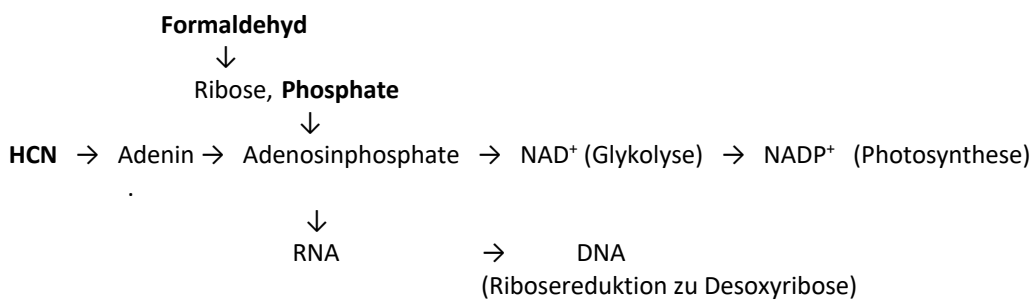 Formaldehyd
↓
Ribose, Phosphate
↓
HCN → Adenin → Adenosinphosphate → NAD⁺ (Glykolyse) → NADP⁺ (Photosynthese)
.
↓
RNA → DNA
(Ribosereduktion zu Desoxyribose)